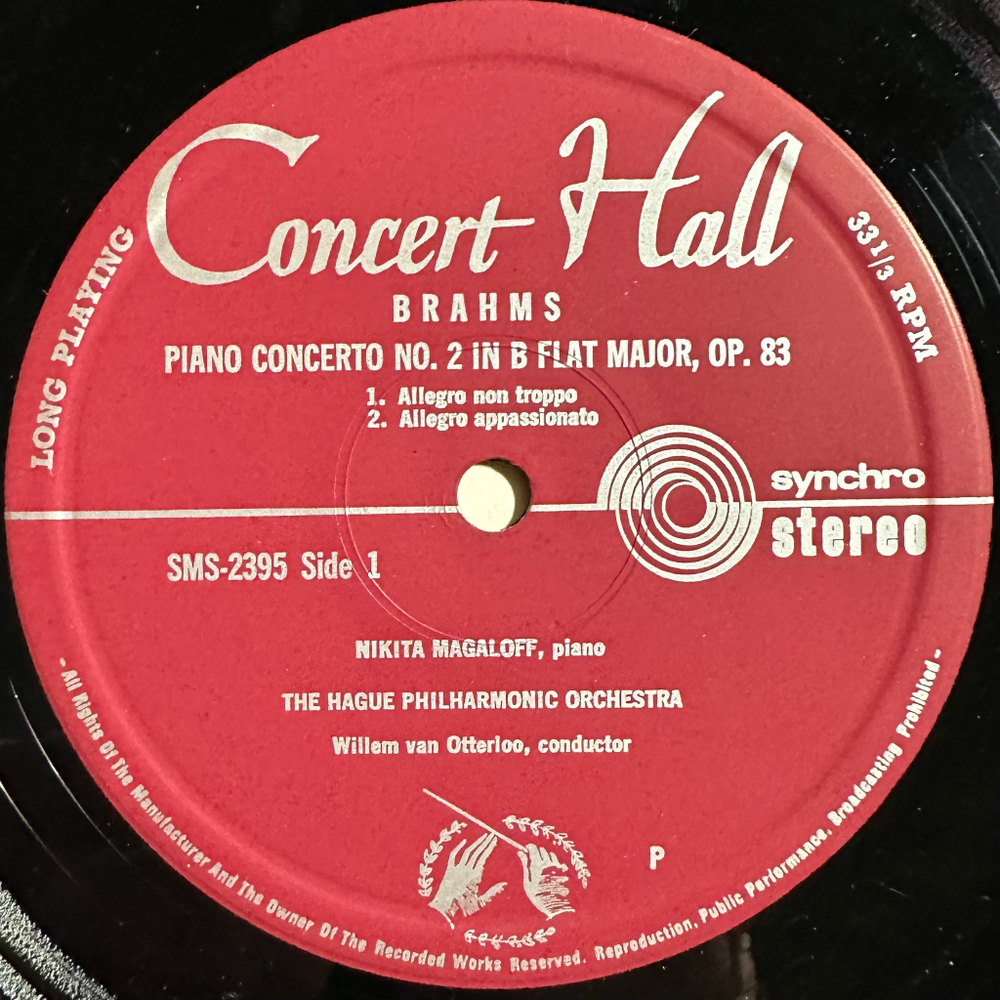 Concert Hall
LONG PLAYING
33 1/3 RPM
BRAHMS
PIANO CONCERTO NO. 2 IN B FLAT MAJOR, OP. 83
1. Allegro non troppo
2. Allegro appassionato
synchro
stereo
SMS-2395 Side 1
NIKITA MAGALOFF, piano
THE HAGUE PHILHARMONIC ORCHESTRA
Willem van Otterloo, conductor
P
- All Rights Of The Manufacturer And The Owner Of The Recorded Works Reserved. Reproduction, Public Performance, Broadcasting Prohibited -